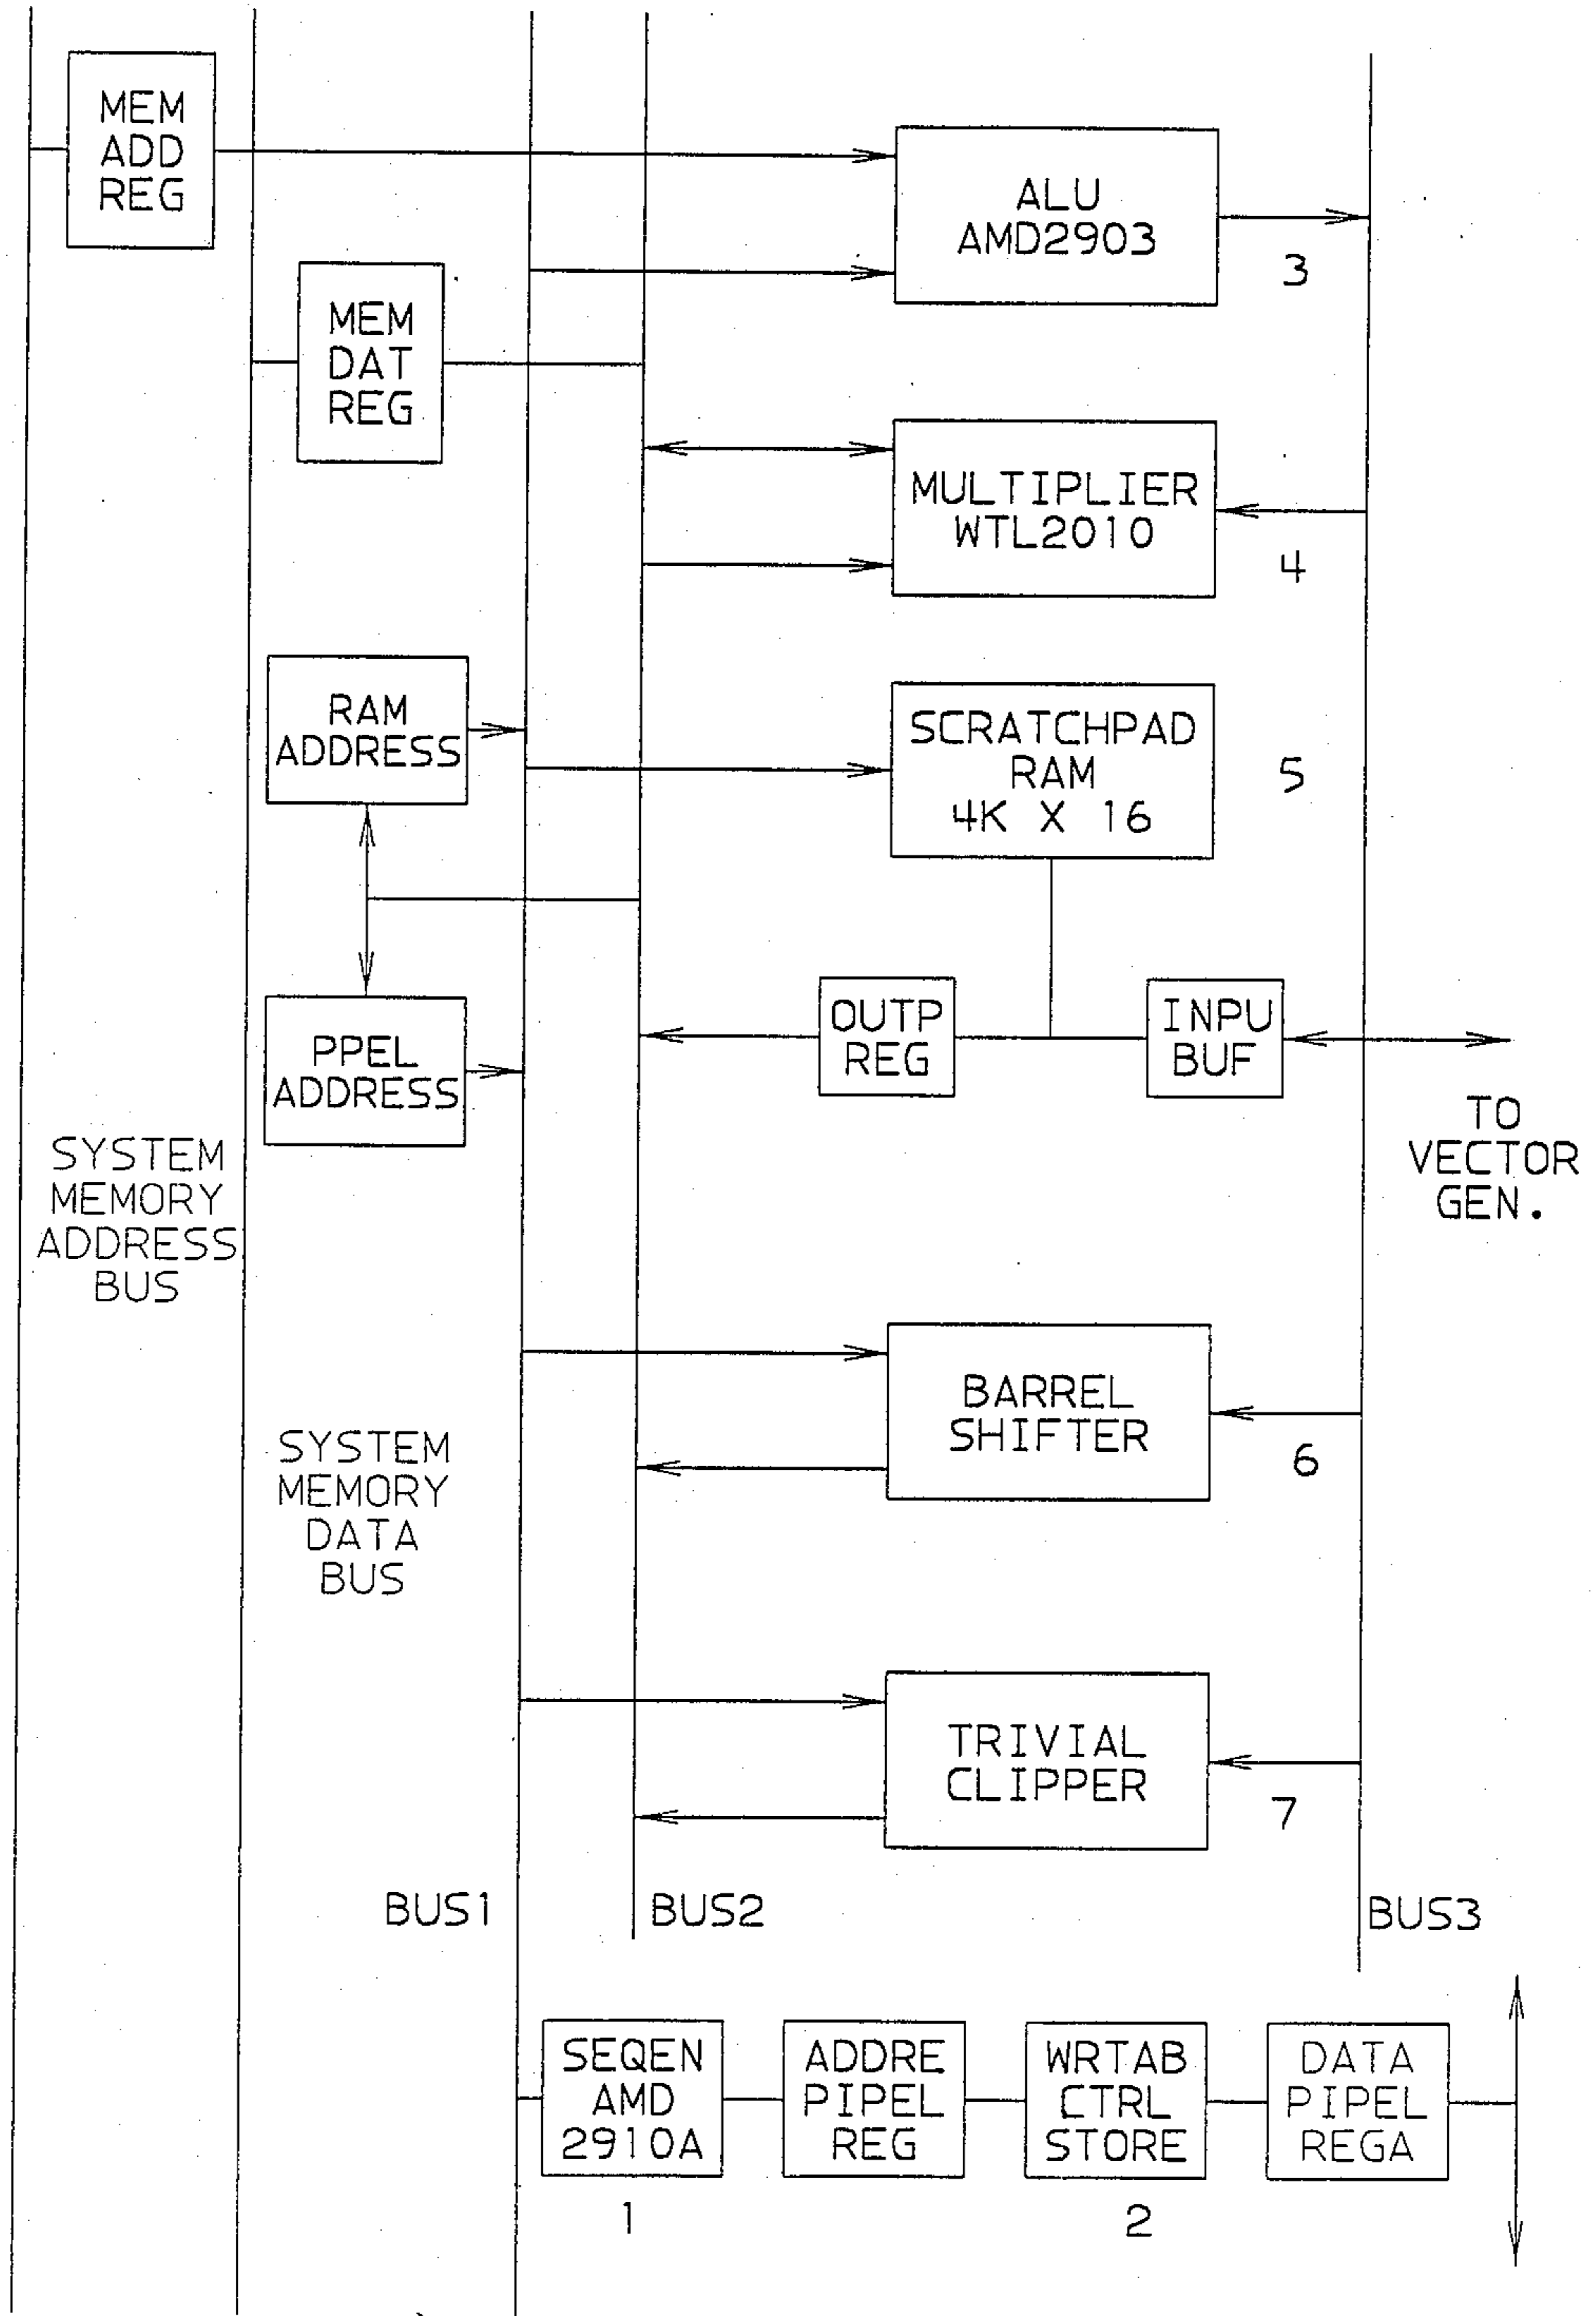 MEM
ADD
REG
ALU
AMD2903
3
MEM
DAT
REG
MULTIPLIER
WTL2010
4
RAM
ADDRESS
SCRATCHPAD
RAM
4K X 16
5
OUTP
REG
INPU
BUF
PPEL
ADDRESS
TO
VECTOR
GEN.
SYSTEM
MEMORY
ADDRESS
BUS
BARREL
SHIFTER
6
SYSTEM
MEMORY
DATA
BUS
TRIVIAL
CLIPPER
7
BUS1
BUS2
BUS3
SEQEN
AMD
2910A
ADDRE
PIPEL
REG
WRTAB
CTRL
STORE
DATA
PIPEL
REGA
1
2